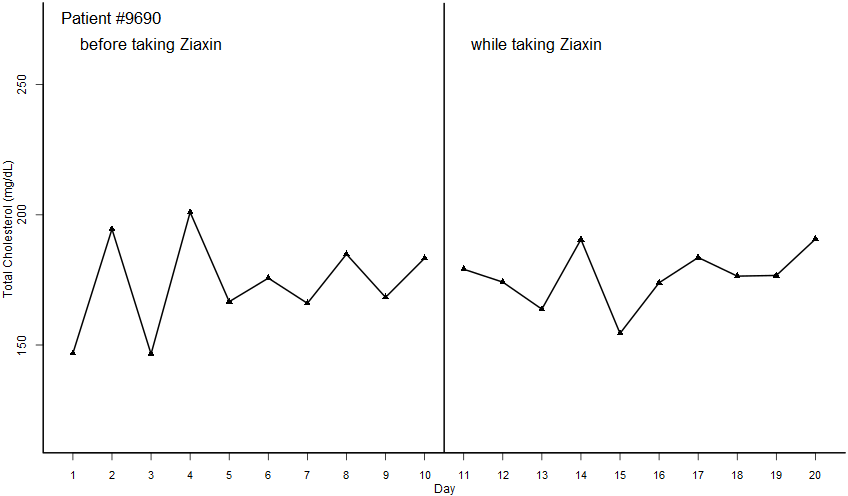 Patient #9690
before taking Ziaxin
while taking Ziaxin
Total Cholesterol (mg/dL)
250
200
150
1 2 3 4 5 6 7 8 9 10 11 12 13 14 15 16 17 18 19 20
Day